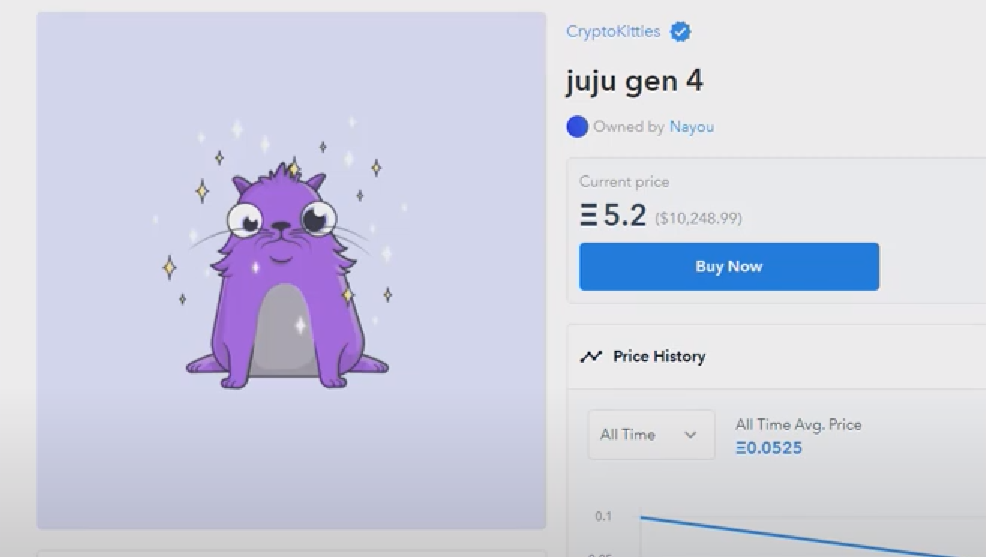 CryptoKitties
juju gen 4
Owned by Nayou
Current price
Ξ 5.2 ($10,248.99)
Buy Now
Price History
All Time
All Time Avg. Price
Ξ0.0525
0.1